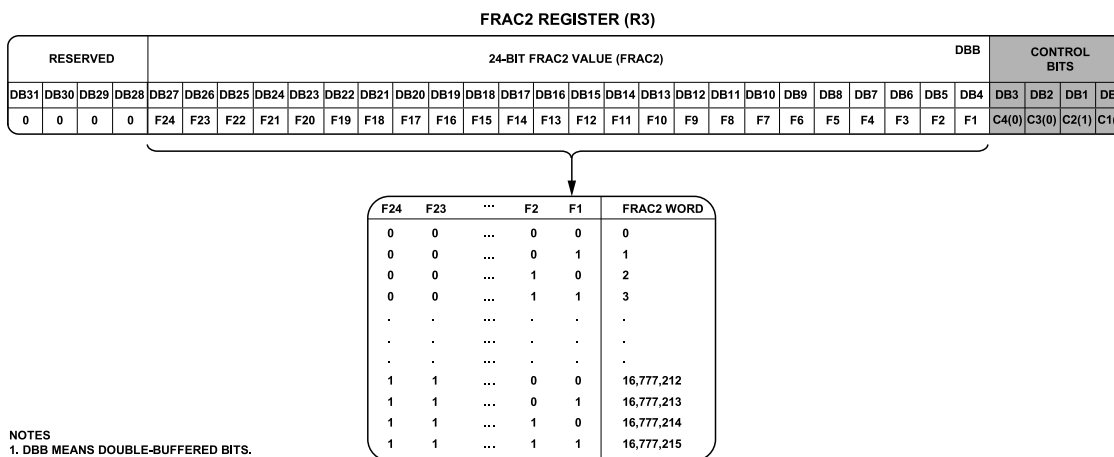 FRAC2 REGISTER (R3)
RESERVED 24-BIT FRAC2 VALUE (FRAC2) DBB CONTROL BITS
DB31 DB30 DB29 DB28 DB27 DB26 DB25 DB24 DB23 DB22 DB21 DB20 DB19 DB18 DB17 DB16 DB15 DB14 DB13 DB12 DB11 DB10 DB9 DB8 DB7 DB6 DB5 DB4 DB3 DB2 DB1
0 0 0 0 F24 F23 F22 F21 F20 F19 F18 F17 F16 F15 F14 F13 F12 F11 F10 F9 F8 F7 F6 F5 F4 F3 F2 F1 C4(0) C3(0) C2(1)
F24 F23 ... F2 F1 FRAC2 WORD
0 0 ... 0 0 0
0 0 ... 0 1 1
0 0 ... 1 0 2
0 0 ... 1 1 3
. . ... . . .
. . ... . . .
. . ... . . .
1 1 ... 0 0 16,777,212
1 1 ... 0 1 16,777,213
1 1 ... 1 0 16,777,214
1 1 ... 1 1 16,777,215
NOTES
1. DBB MEANS DOUBLE-BUFFERED BITS.